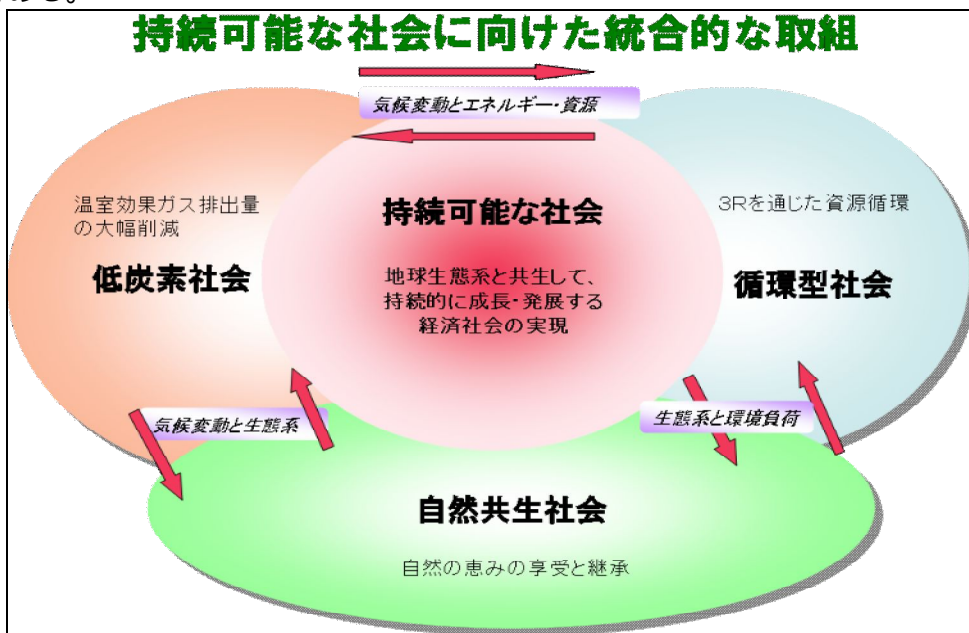 持続可能な社会に向けた統合的な取組
気候変動とエネルギー・資源
温室効果ガス排出量
の大幅削減
低炭素社会
持続可能な社会
地球生態系と共生して、
持続的に成長・発展する
経済社会の実現
3Rを通じた資源循環
循環型社会
気候変動と生態系
生態系と環境負荷
自然共生社会
自然の恵みの享受と継承